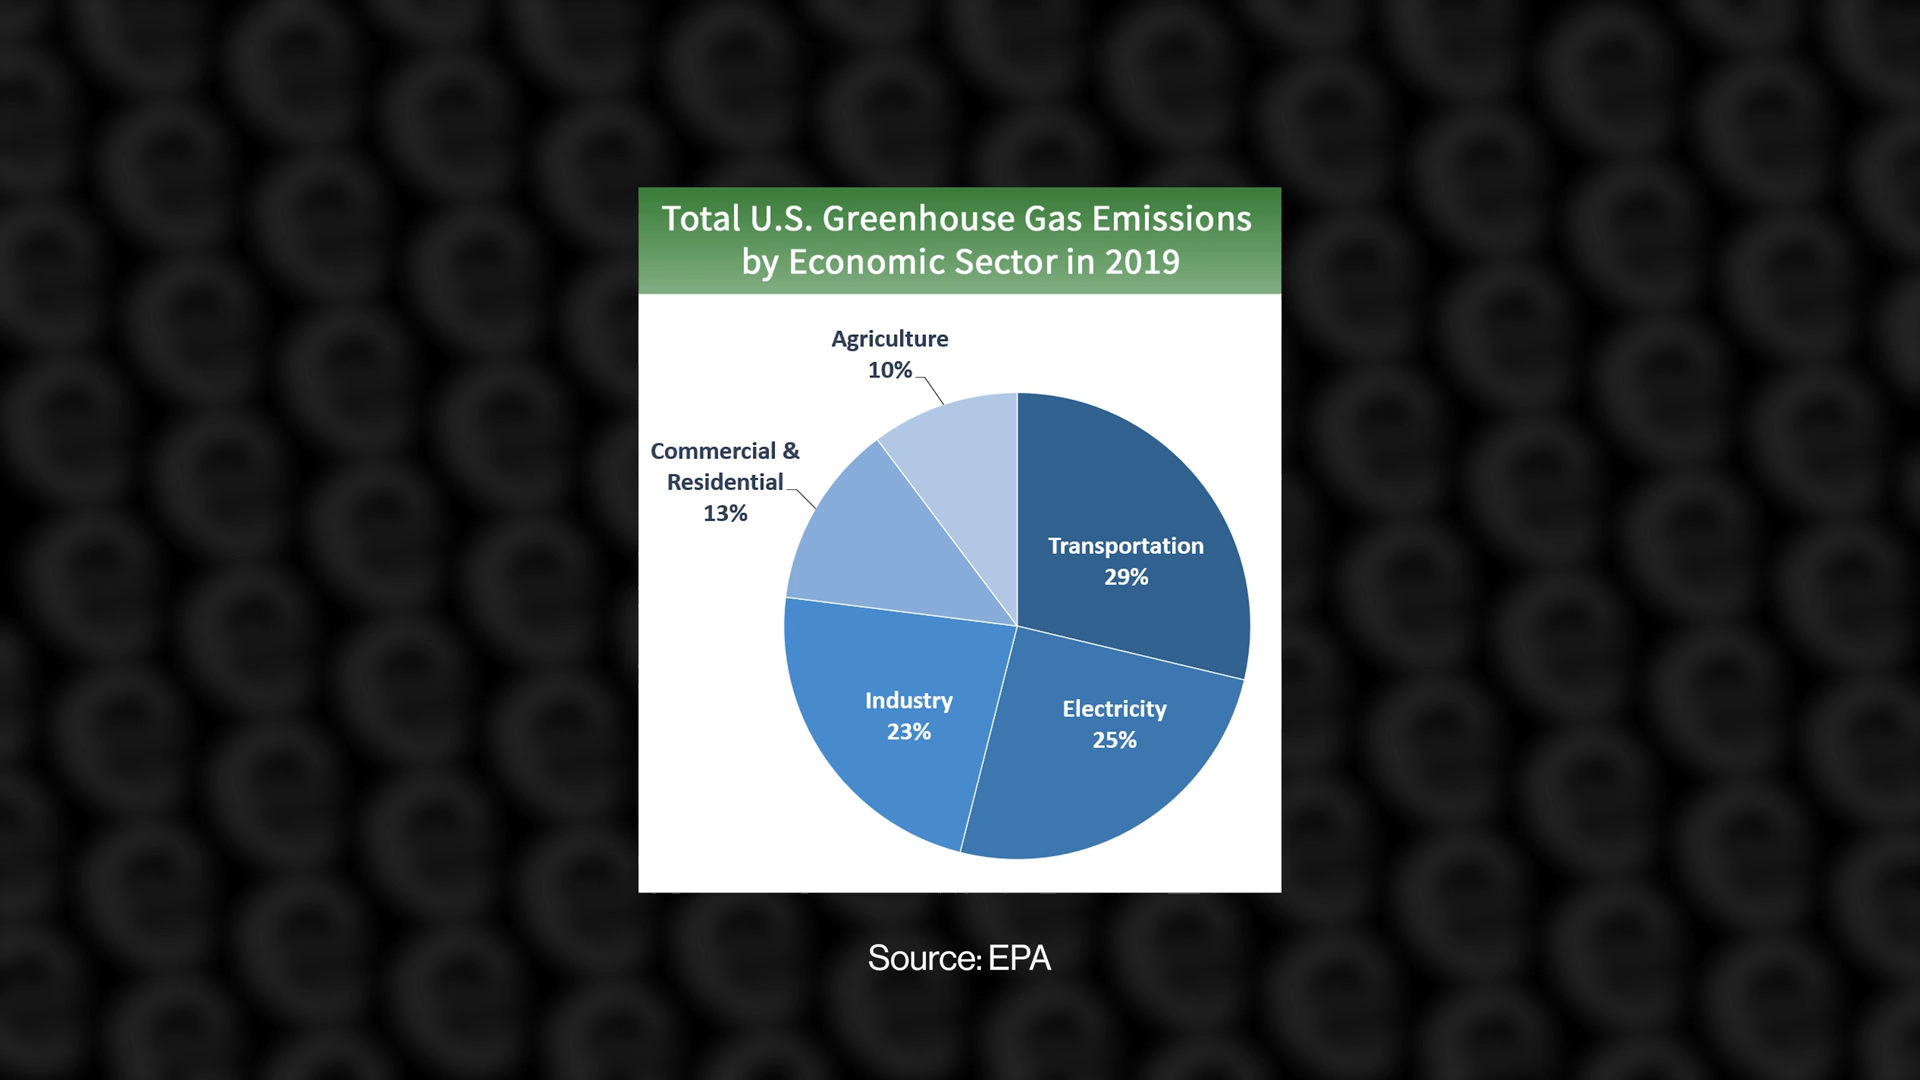 Total U.S. Greenhouse Gas Emissions
by Economic Sector in 2019
Agriculture
10%
Commercial &
Residential
13%
Transportation
29%
Industry
23%
Electricity
25%
Source: EPA